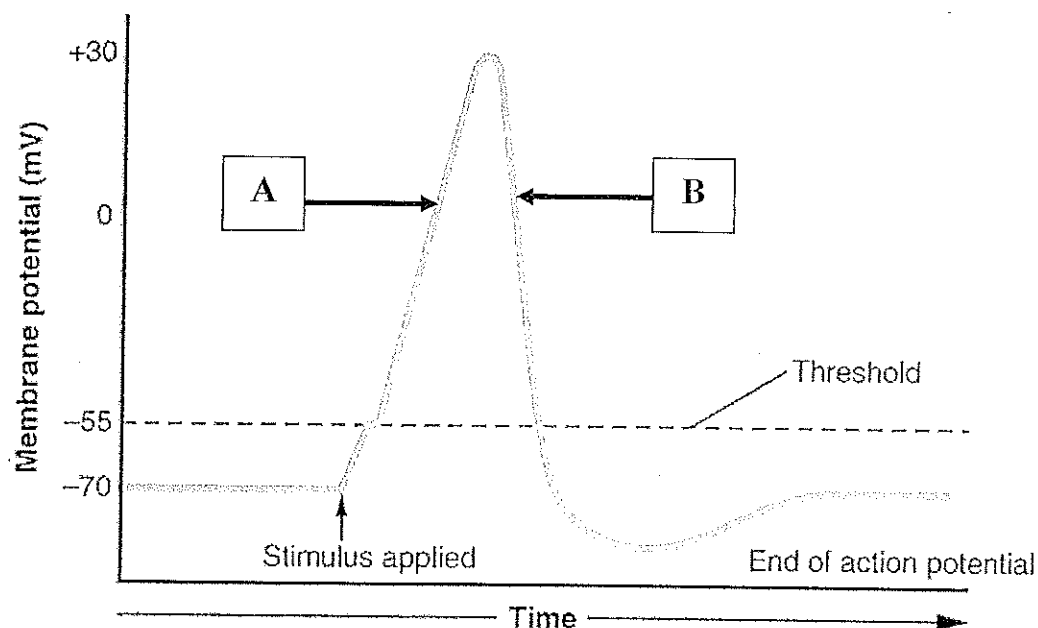 +30
A
B
0
Membrane potential (mV)
Threshold
–55
–70
Stimulus applied
End of action potential
Time